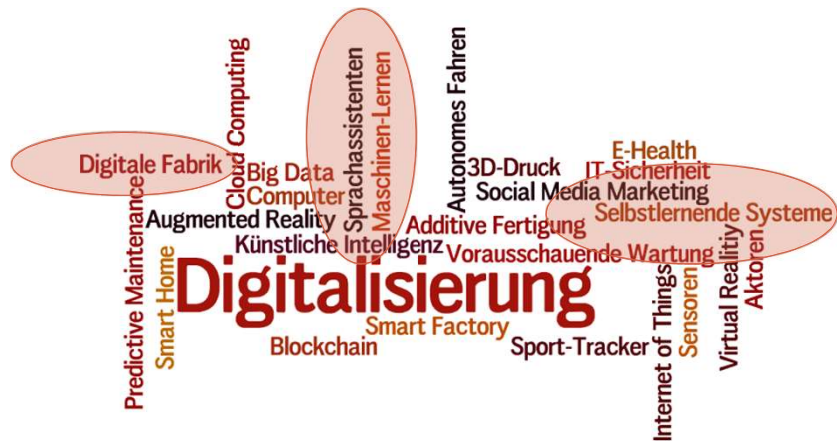 Cloud Computing
Sprachassistenten
Maschinen-Lernen
Autonomes Fahren
E-Health
Digitale Fabrik
Big Data
3D-Druck
IT-Sicherheit
Computer
Social Media Marketing
Augmented Reality
Additive Fertigung
Selbstlernende Systeme
Künstliche Intelligenz
Vorausschauende Wartung
Predictive Maintenance
Smart Home
Digitalisierung
Internet of Things
Sensoren
Virtual Realitiy
Aktoren
Smart Factory
Blockchain
Sport-Tracker